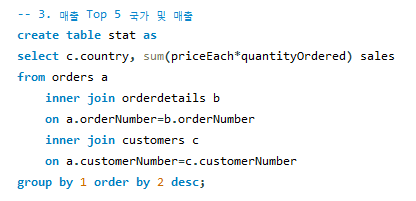 -- 3. 매출 Top 5 국가 및 매출
create table stat as
select c.country, sum(priceEach*quantityOrdered) sales
from orders a
    inner join orderdetails b
    on a.orderNumber=b.orderNumber
    inner join customers c
    on a.customerNumber=c.customerNumber
group by 1 order by 2 desc;